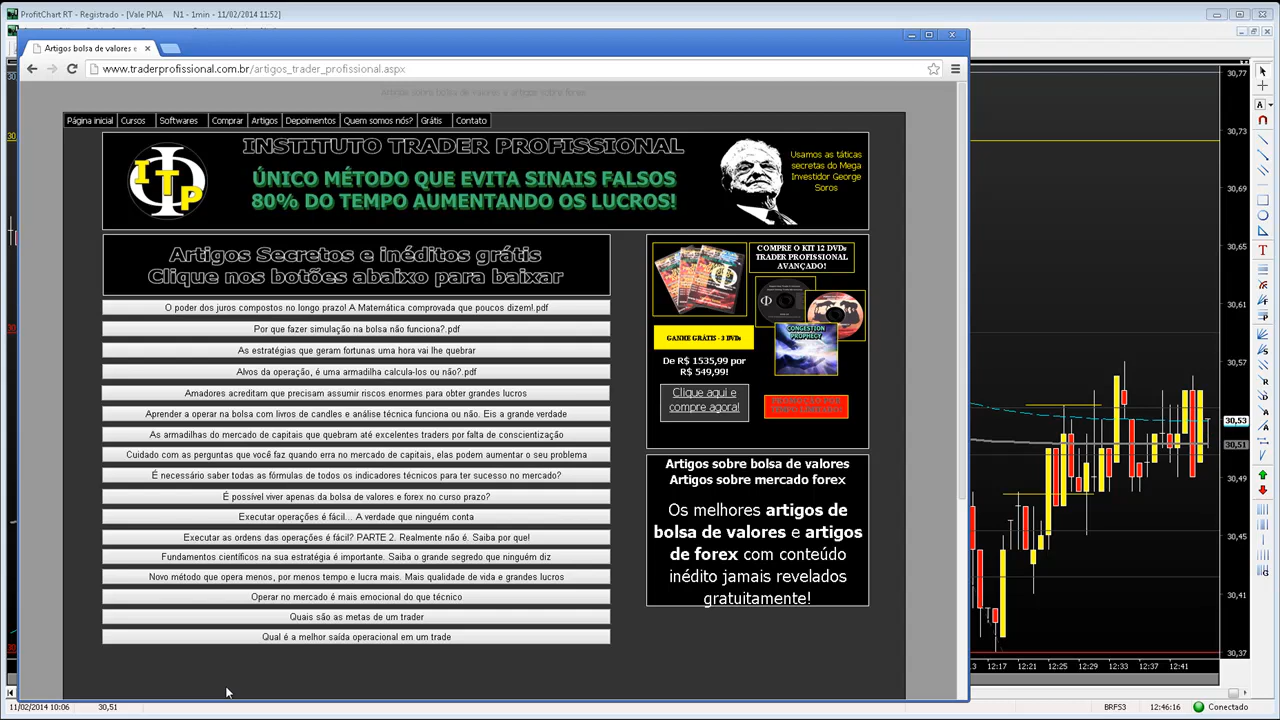 ProfitChart RT - Registrado - [Vale PNA N1 - 1min - 11/02/2014 11:52]
Artigos bolsa de valores e
www.traderprofissional.com.br/artigos_trader_profissional.aspx
Artigos sobre bolsa de valores e artigos sobre forex
Página inicial Cursos Softwares Comprar Artigos Depoimentos Quem somos nós? Grátis Contato
ITP
INSTITUTO TRADER PROFISSIONAL
ÚNICO MÉTODO QUE EVITA SINAIS FALSOS
80% DO TEMPO AUMENTANDO OS LUCROS!
Usamos as táticas
secretas do Mega
Investidor George
Soros
Artigos Secretos e inéditos grátis
Clique nos botões abaixo para baixar
O poder dos juros compostos no longo prazo! A Matemática comprovada que poucos dizem!.pdf
Por que fazer simulação na bolsa não funciona?.pdf
As estratégias que geram fortunas uma hora vai lhe quebrar
Alvos da operação, é uma armadilha calcula-los ou não?.pdf
Amadores acreditam que precisam assumir riscos enormes para obter grandes lucros
Aprender a operar na bolsa com livros de candles e análise técnica funciona ou não. Eis a grande verdade
As armadilhas do mercado de capitais que quebram até excelentes traders por falta de conscientização
Cuidado com as perguntas que você faz quando erra no mercado de capitais, elas podem aumentar o seu problema
É necessário saber todas as fórmulas de todos os indicadores técnicos para ter sucesso no mercado?
É possível viver apenas da bolsa de valores e forex no curso prazo?
Executar operações é fácil... A verdade que ninguém conta
Executar as ordens das operações é fácil? PARTE 2. Realmente não é. Saiba por que!
Fundamentos científicos na sua estratégia é importante. Saiba o grande segredo que ninguém diz
Novo método que opera menos, por menos tempo e lucra mais. Mais qualidade de vida e grandes lucros
Operar no mercado é mais emocional do que técnico
Quais são as metas de um trader
Qual é a melhor saída operacional em um trade
COMPRE O KIT 12 DVDs
TRADER PROFISSIONAL
AVANÇADO!
GANHE GRÁTIS - 3 DVDs
CONGESTION
PROPHECY
De R$ 1535,99 por
R$ 549,99!
Clique aqui e
compre agora!
PROMOÇÃO POR
TEMPO LIMITADO!
Artigos sobre bolsa de valores
Artigos sobre mercado forex
Os melhores artigos de
bolsa de valores e artigos
de forex com conteúdo
inédito jamais revelados
gratuitamente!
30,77
30,73
30,69
30,65
30,61
30,57
30,53
30,51
30,49
30,45
30,41
30,37
12:17 12:21 12:25 12:29 12:33 12:37 12:41
11/02/2014 10:06 30,51 BRFS3 12:46:16 Conectado